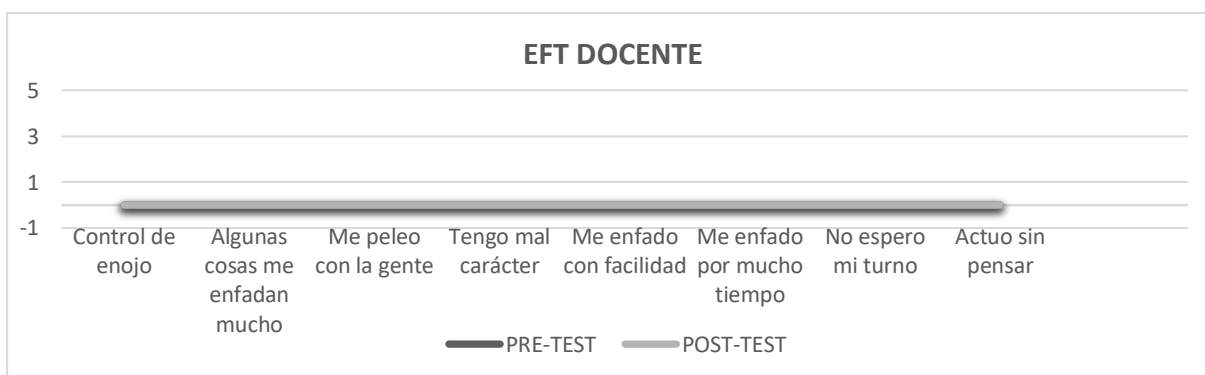 EFT DOCENTE
5
3
1
-1
Control de enojo
Algunas cosas me enfadan mucho
Me peleo con la gente
Tengo mal carácter
Me enfado con facilidad
Me enfado por mucho tiempo
No espero mi turno
Actuo sin pensar
PRE-TEST
POST-TEST